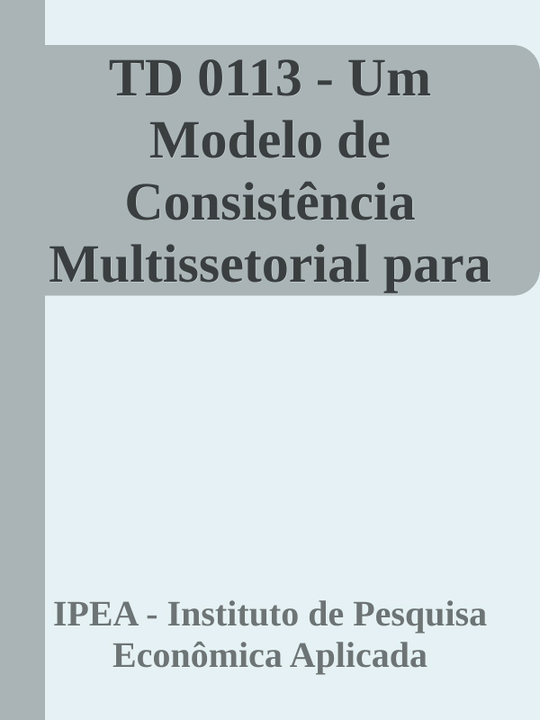 TD 0113 - Um
Modelo de
Consistência
Multissetorial para
IPEA - Instituto de Pesquisa
Econômica Aplicada